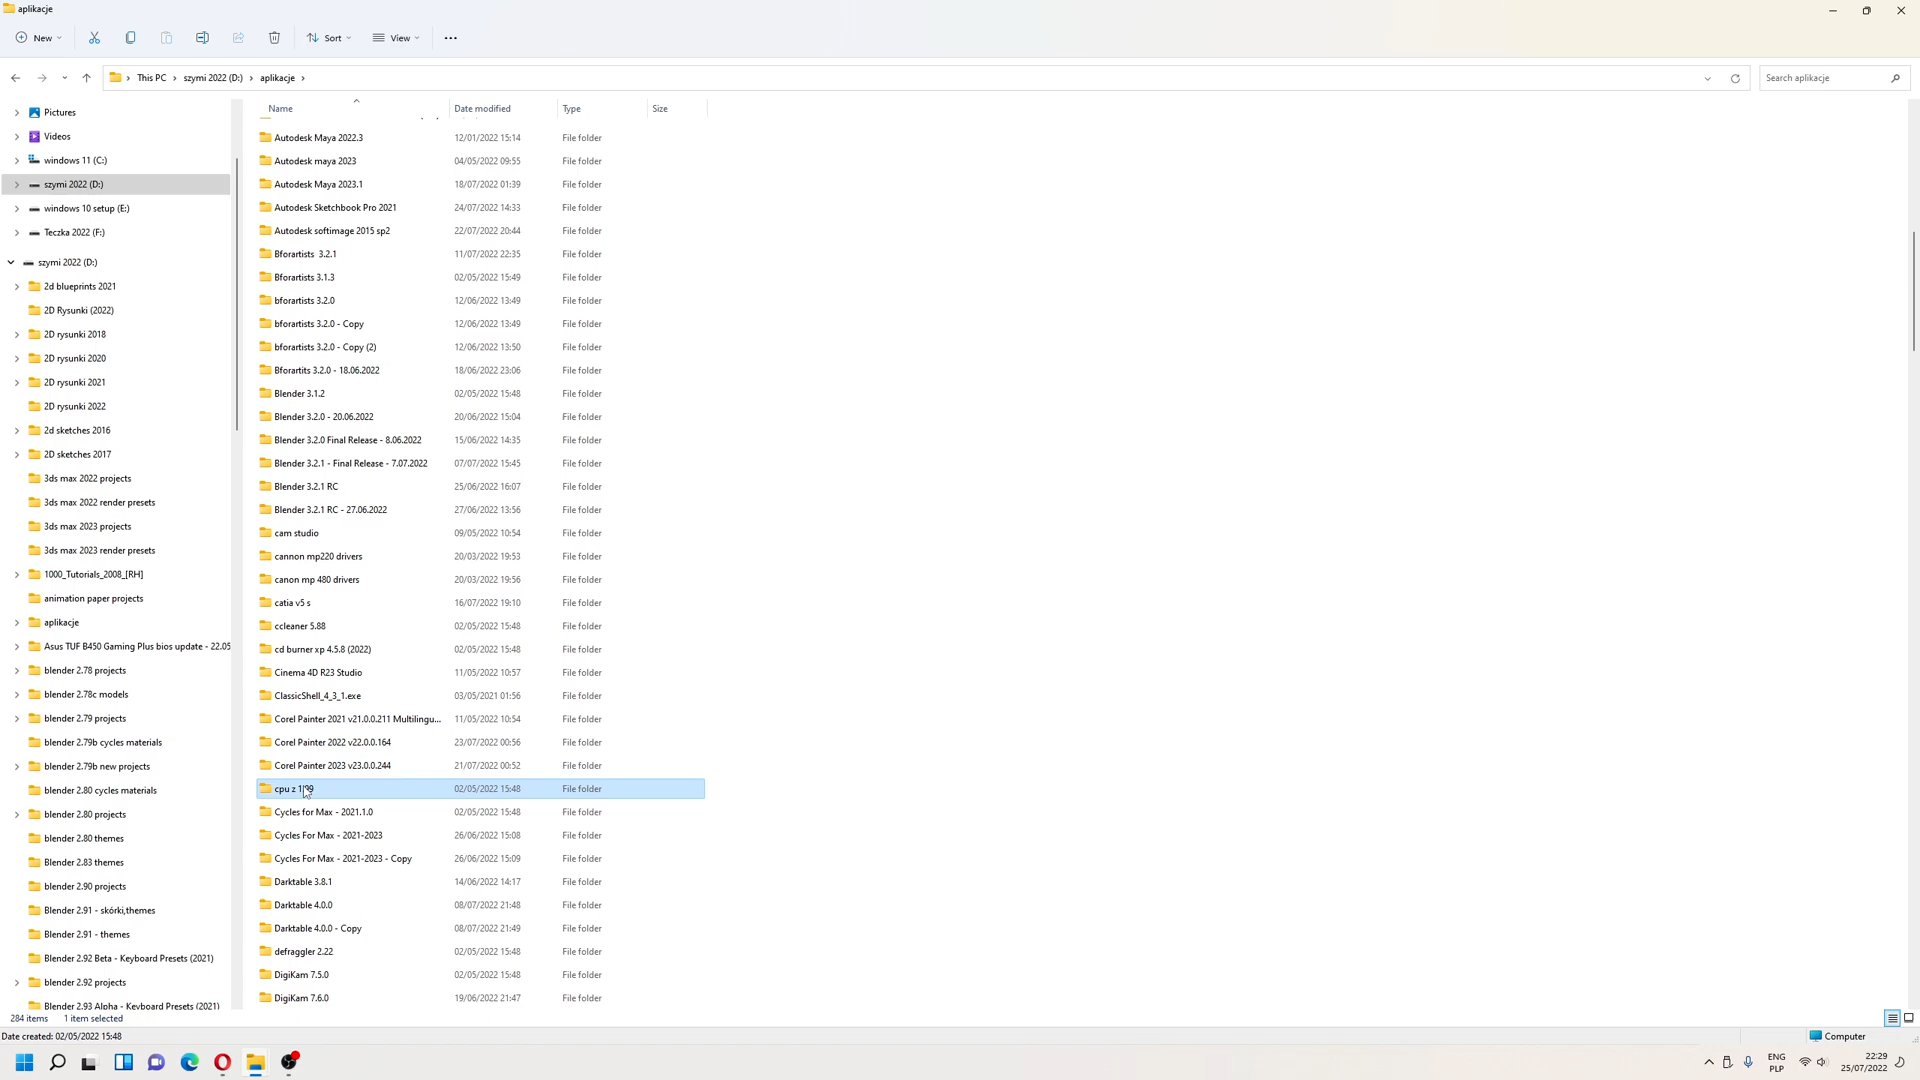 aplikacje
New
Sort
View
This PC > szymi 2022 (D:) > aplikacje >
Search aplikacje
Pictures
Videos
windows 11 (C:)
szymi 2022 (D:)
windows 10 setup (E:)
Teczka 2022 (F:)
szymi 2022 (D:)
2d blueprints 2021
2D Rysunki (2022)
2D rysunki 2018
2D rysunki 2020
2D rysunki 2021
2D rysunki 2022
2d sketches 2016
2D sketches 2017
3ds max 2022 projects
3ds max 2022 render presets
3ds max 2023 projects
3ds max 2023 render presets
1000_Tutorials_2008_[RH]
animation paper projects
aplikacje
Asus TUF B450 Gaming Plus bios update - 22.05
blender 2.78 projects
blender 2.78c models
blender 2.79 projects
blender 2.79b cycles materials
blender 2.79b new projects
blender 2.80 cycles materials
blender 2.80 projects
blender 2.80 themes
Blender 2.83 themes
blender 2.90 projects
Blender 2.91 - skórki,themes
Blender 2.91 - themes
Blender 2.92 Beta - Keyboard Presets (2021)
blender 2.92 projects
Blender 2.93 Alpha - Keyboard Presets (2021)
Name Date modified Type Size
Autodesk Maya 2022.3 12/01/2022 15:14 File folder
Autodesk maya 2023 04/05/2022 09:55 File folder
Autodesk Maya 2023.1 18/07/2022 01:39 File folder
Autodesk Sketchbook Pro 2021 24/07/2022 14:33 File folder
Autodesk softimage 2015 sp2 22/07/2022 20:44 File folder
Bforartists  3.2.1 11/07/2022 22:35 File folder
Bforartists 3.1.3 02/05/2022 15:49 File folder
bforartists 3.2.0 12/06/2022 13:49 File folder
bforartists 3.2.0 - Copy 12/06/2022 13:49 File folder
bforartists 3.2.0 - Copy (2) 12/06/2022 13:50 File folder
Bforartits 3.2.0 - 18.06.2022 18/06/2022 23:06 File folder
Blender 3.1.2 02/05/2022 15:48 File folder
Blender 3.2.0 - 20.06.2022 20/06/2022 15:04 File folder
Blender 3.2.0 Final Release - 8.06.2022 15/06/2022 14:35 File folder
Blender 3.2.1 - Final Release - 7.07.2022 07/07/2022 15:45 File folder
Blender 3.2.1 RC 25/06/2022 16:07 File folder
Blender 3.2.1 RC - 27.06.2022 27/06/2022 13:56 File folder
cam studio 09/05/2022 10:54 File folder
cannon mp220 drivers 20/03/2022 19:53 File folder
canon mp 480 drivers 20/03/2022 19:56 File folder
catia v5 s 16/07/2022 19:10 File folder
ccleaner 5.88 02/05/2022 15:48 File folder
cd burner xp 4.5.8 (2022) 02/05/2022 15:48 File folder
Cinema 4D R23 Studio 11/05/2022 10:57 File folder
ClassicShell_4_3_1.exe 03/05/2021 01:56 File folder
Corel Painter 2021 v21.0.0.211 Multilingu... 11/05/2022 10:54 File folder
Corel Painter 2022 v22.0.0.164 23/07/2022 00:56 File folder
Corel Painter 2023 v23.0.0.244 21/07/2022 00:52 File folder
cpu z 02/05/2022 15:48 File folder
Cycles for Max - 2021.1.0 02/05/2022 15:48 File folder
Cycles For Max - 2021-2023 26/06/2022 15:08 File folder
Cycles For Max - 2021-2023 - Copy 26/06/2022 15:09 File folder
Darktable 3.8.1 14/06/2022 14:17 File folder
Darktable 4.0.0 08/07/2022 21:48 File folder
Darktable 4.0.0 - Copy 08/07/2022 21:49 File folder
defraggler 2.22 02/05/2022 15:48 File folder
DigiKam 7.5.0 02/05/2022 15:48 File folder
DigiKam 7.6.0 19/06/2022 21:47 File folder
284 items 1 item selected
Date created: 02/05/2022 15:48
Computer
ENG
PLP
22:29
25/07/2022